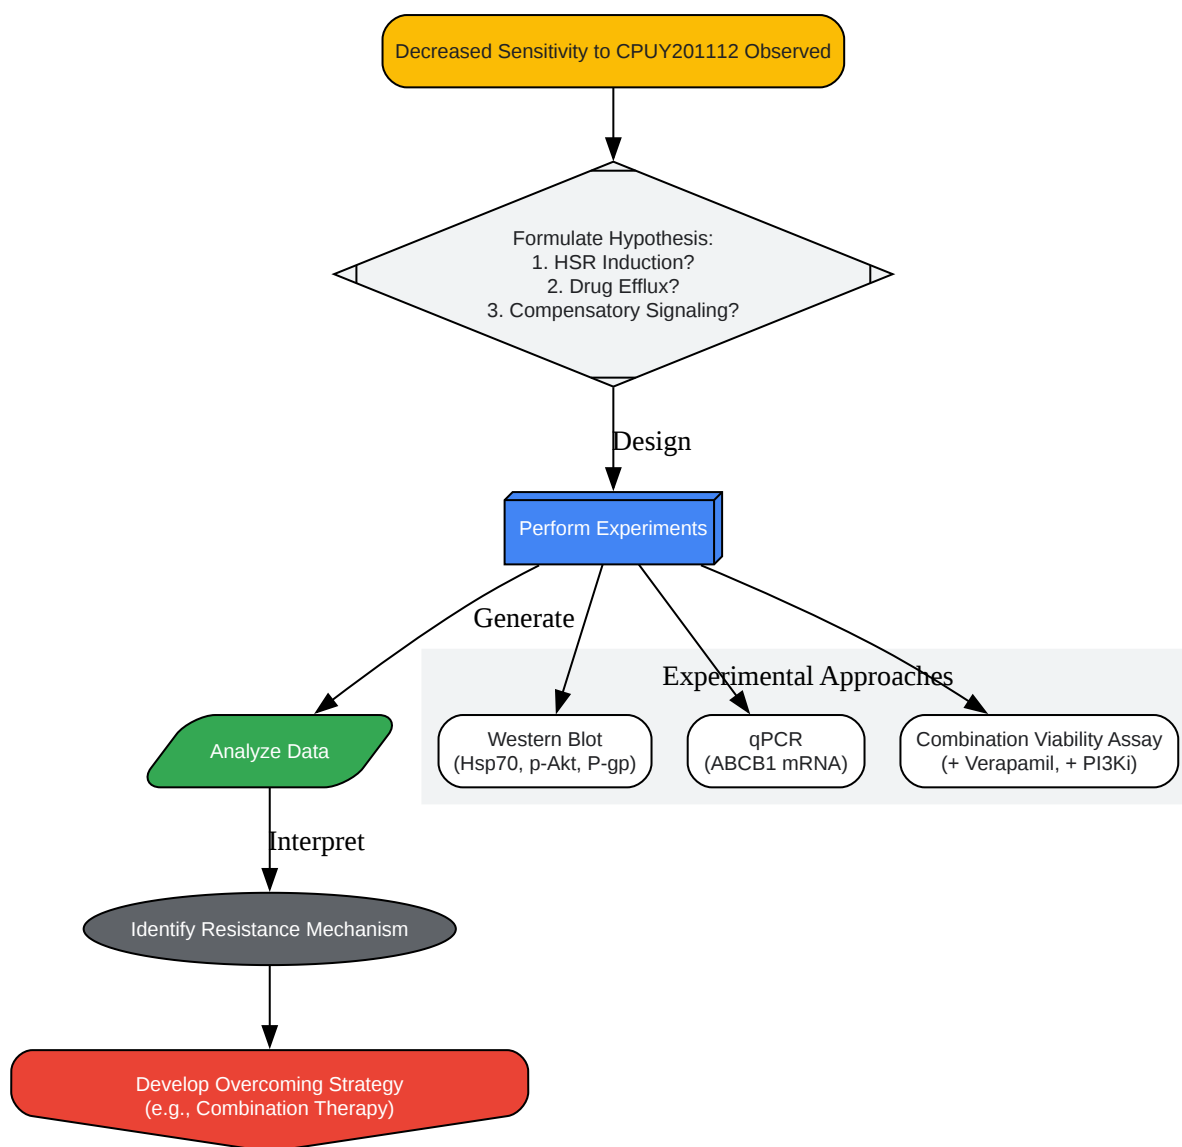 Decreased Sensitivity to CPUY201112 Observed
Formulate Hypothesis:
1. HSR Induction?
2. Drug Efflux?
3. Compensatory Signaling?
Design
Perform Experiments
Generate
Experimental Approaches
Analyze Data
Western Blot
(Hsp70, p-Akt, P-gp)
qPCR
(ABCB1 mRNA)
Combination Viability Assay
(+ Verapamil, + PI3Ki)
Interpret
Identify Resistance Mechanism
Develop Overcoming Strategy
(e.g., Combination Therapy)